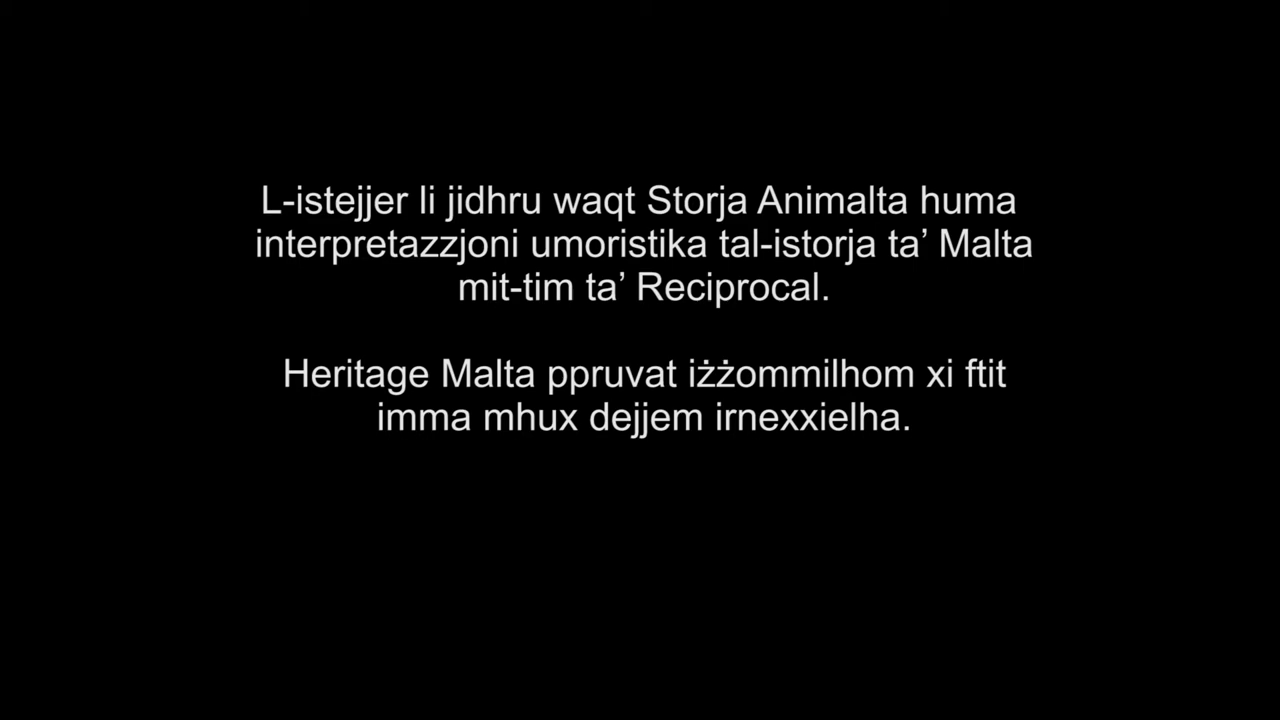 L-istejjer li jidhru waqt Storja Animalta huma
interpretazzjoni umoristika tal-istorja ta’ Malta
mit-tim ta’ Reciprocal.
Heritage Malta ppruvat iżżommilhom xi ftit
imma mhux dejjem irnexxielha.